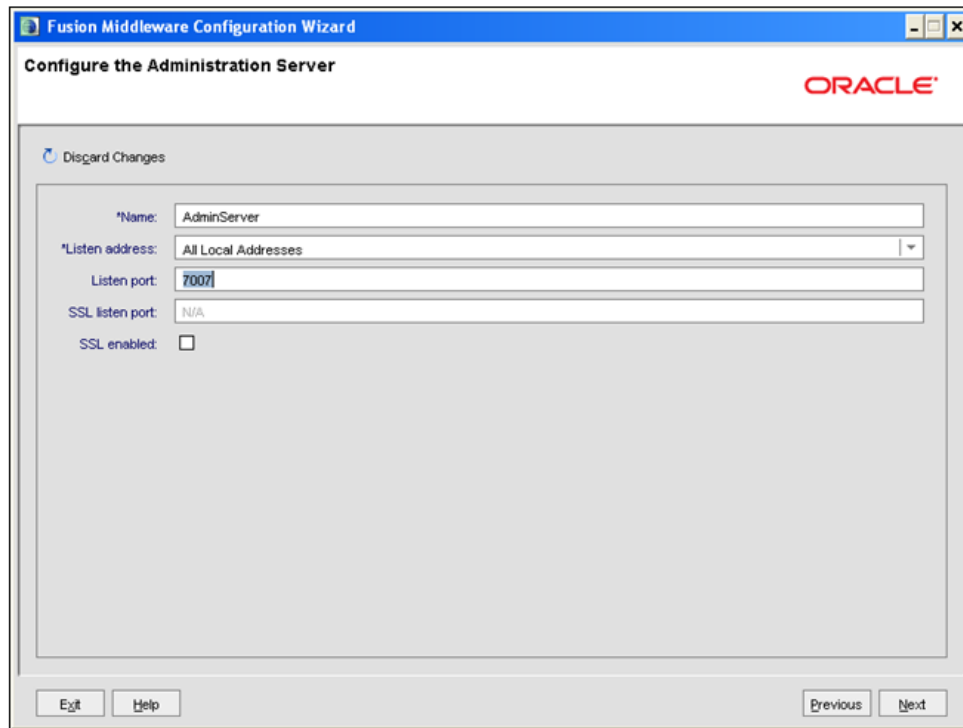 Fusion Middleware Configuration Wizard
Configure the Administration Server
ORACLE
Discard Changes
*Name: AdminServer
*Listen address: All Local Addresses
Listen port: 7007
SSL listen port: N/A
SSL enabled:
Exit Help Previous Next